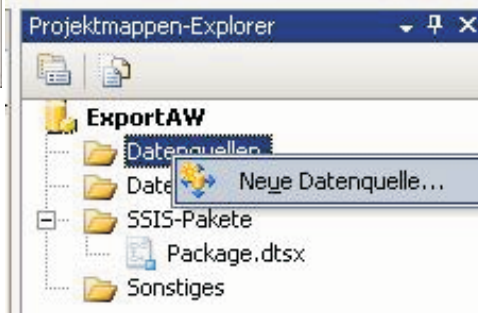 Projektmappen-Explorer
ExportAW
Datenquellen
Neue Datenquelle...
SSIS-Pakete
Package.dtsx
Sonstiges